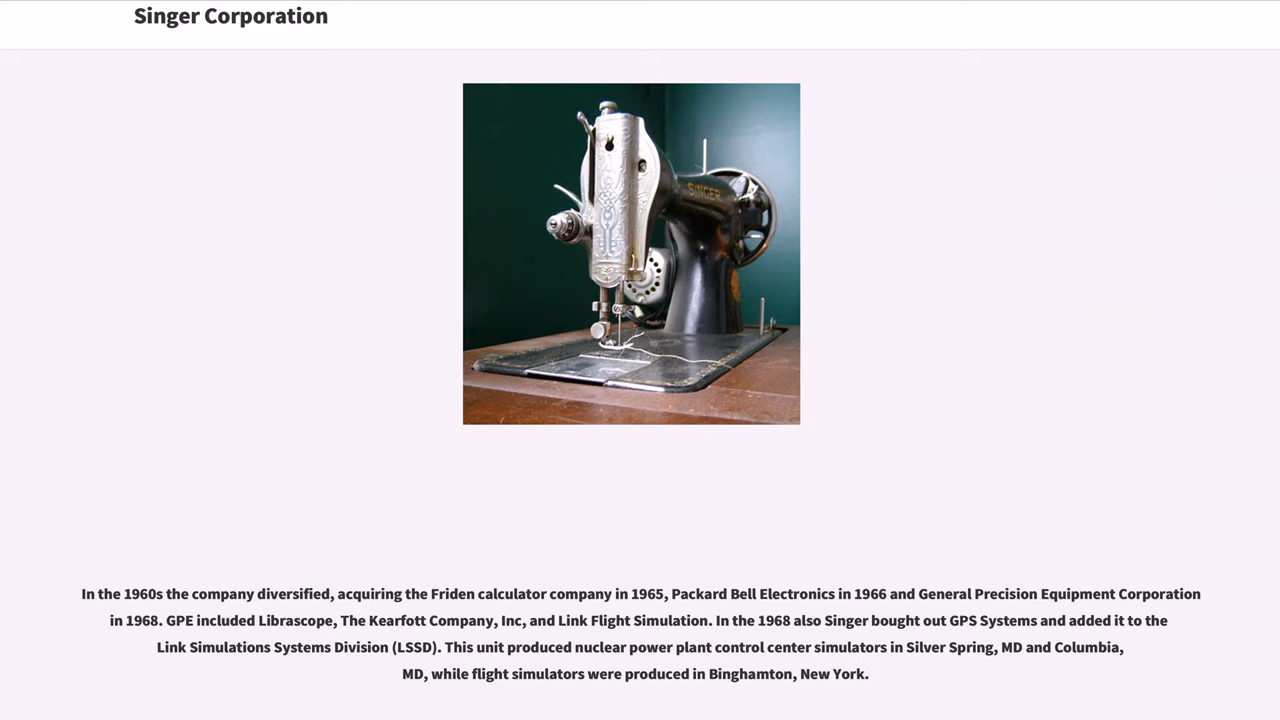 Singer Corporation
SINGER
In the 1960s the company diversified, acquiring the Friden calculator company in 1965, Packard Bell Electronics in 1966 and General Precision Equipment Corporation
in 1968. GPE included Librascope, The Kearfott Company, Inc, and Link Flight Simulation. In the 1968 also Singer bought out GPS Systems and added it to the
Link Simulations Systems Division (LSSD). This unit produced nuclear power plant control center simulators in Silver Spring, MD and Columbia,
MD, while flight simulators were produced in Binghamton, New York.